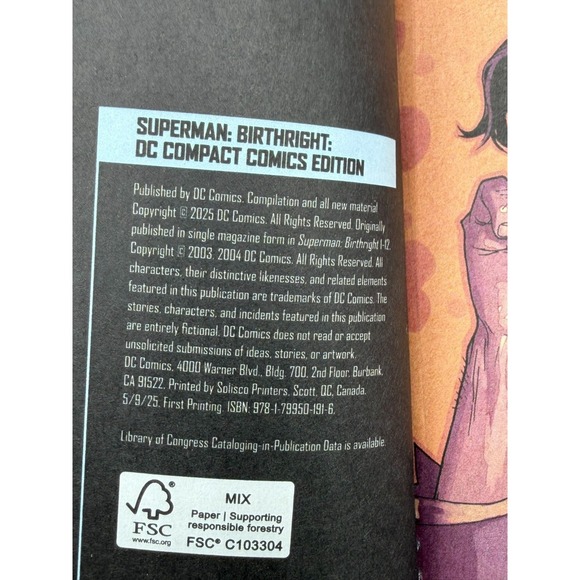 SUPERMAN: BIRTHRIGHT:
DC COMPACT COMICS EDITION
Published by DC Comics. Compilation and all new material
Copyright © 2025 DC Comics. All Rights Reserved. Originally
published in single magazine form in Superman: Birthright 1-12.
Copyright © 2003, 2004 DC Comics. All Rights Reserved. All
characters, their distinctive likenesses, and related elements
featured in this publication are trademarks of DC Comics. The
stories, characters, and incidents featured in this publication
are entirely fictional. DC Comics does not read or accept
unsolicited submissions of ideas, stories, or artwork.
DC Comics, 4000 Warner Blvd., Bldg. 700, 2nd Floor, Burbank,
CA 91522. Printed by Solisco Printers, Scott, QC, Canada.
5/9/25. First Printing. ISBN: 978-1-79950-191-6.
Library of Congress Cataloging-in-Publication Data is available.
FSC
www.fsc.org
MIX
Paper | Supporting
responsible forestry
FSC® C103304